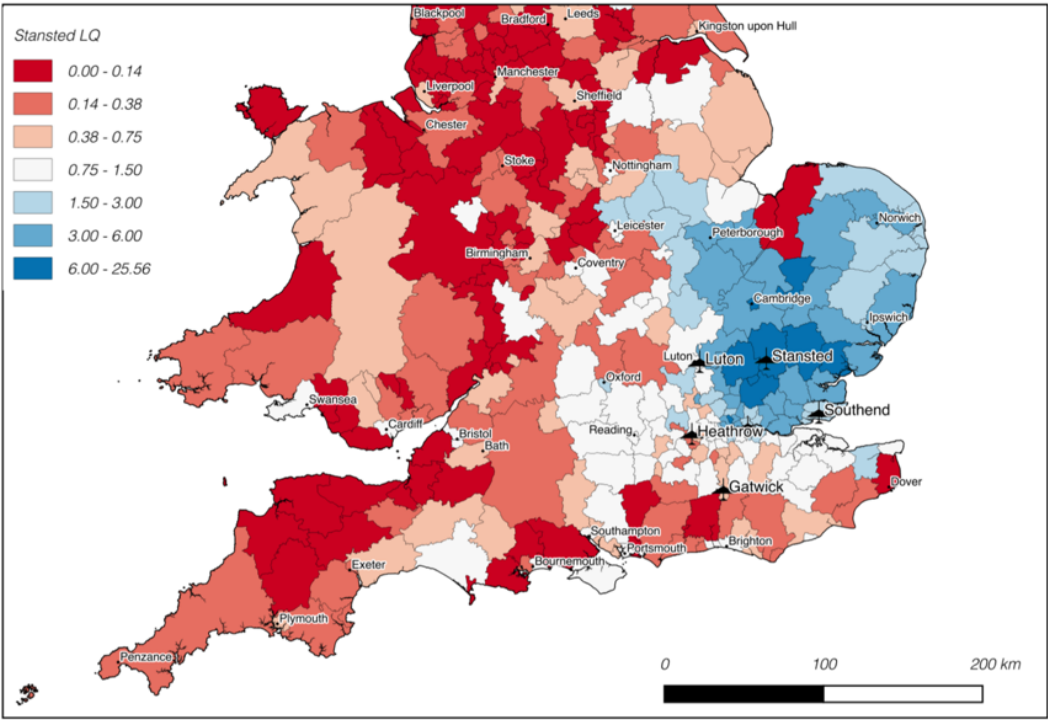 Blackpool
Bradford
Leeds
Kingston upon Hull
Stansted LQ
0.00 - 0.14
0.14 - 0.38
0.38 - 0.75
0.75 - 1.50
1.50 - 3.00
3.00 - 6.00
6.00 - 25.56
Manchester
Liverpool
Sheffield
Chester
Stoke
Nottingham
Norwich
Leicester
Peterborough
Birmingham
Coventry
Cambridge
Ipswich
Luton
Luton
Stansted
Oxford
Swansea
Southend
Cardiff
Bristol
Reading
Heathrow
Bath
Gatwick
Dover
Southampton
Portsmouth
Brighton
Exeter
Bournemouth
Plymouth
Penzance
0 100 200 km